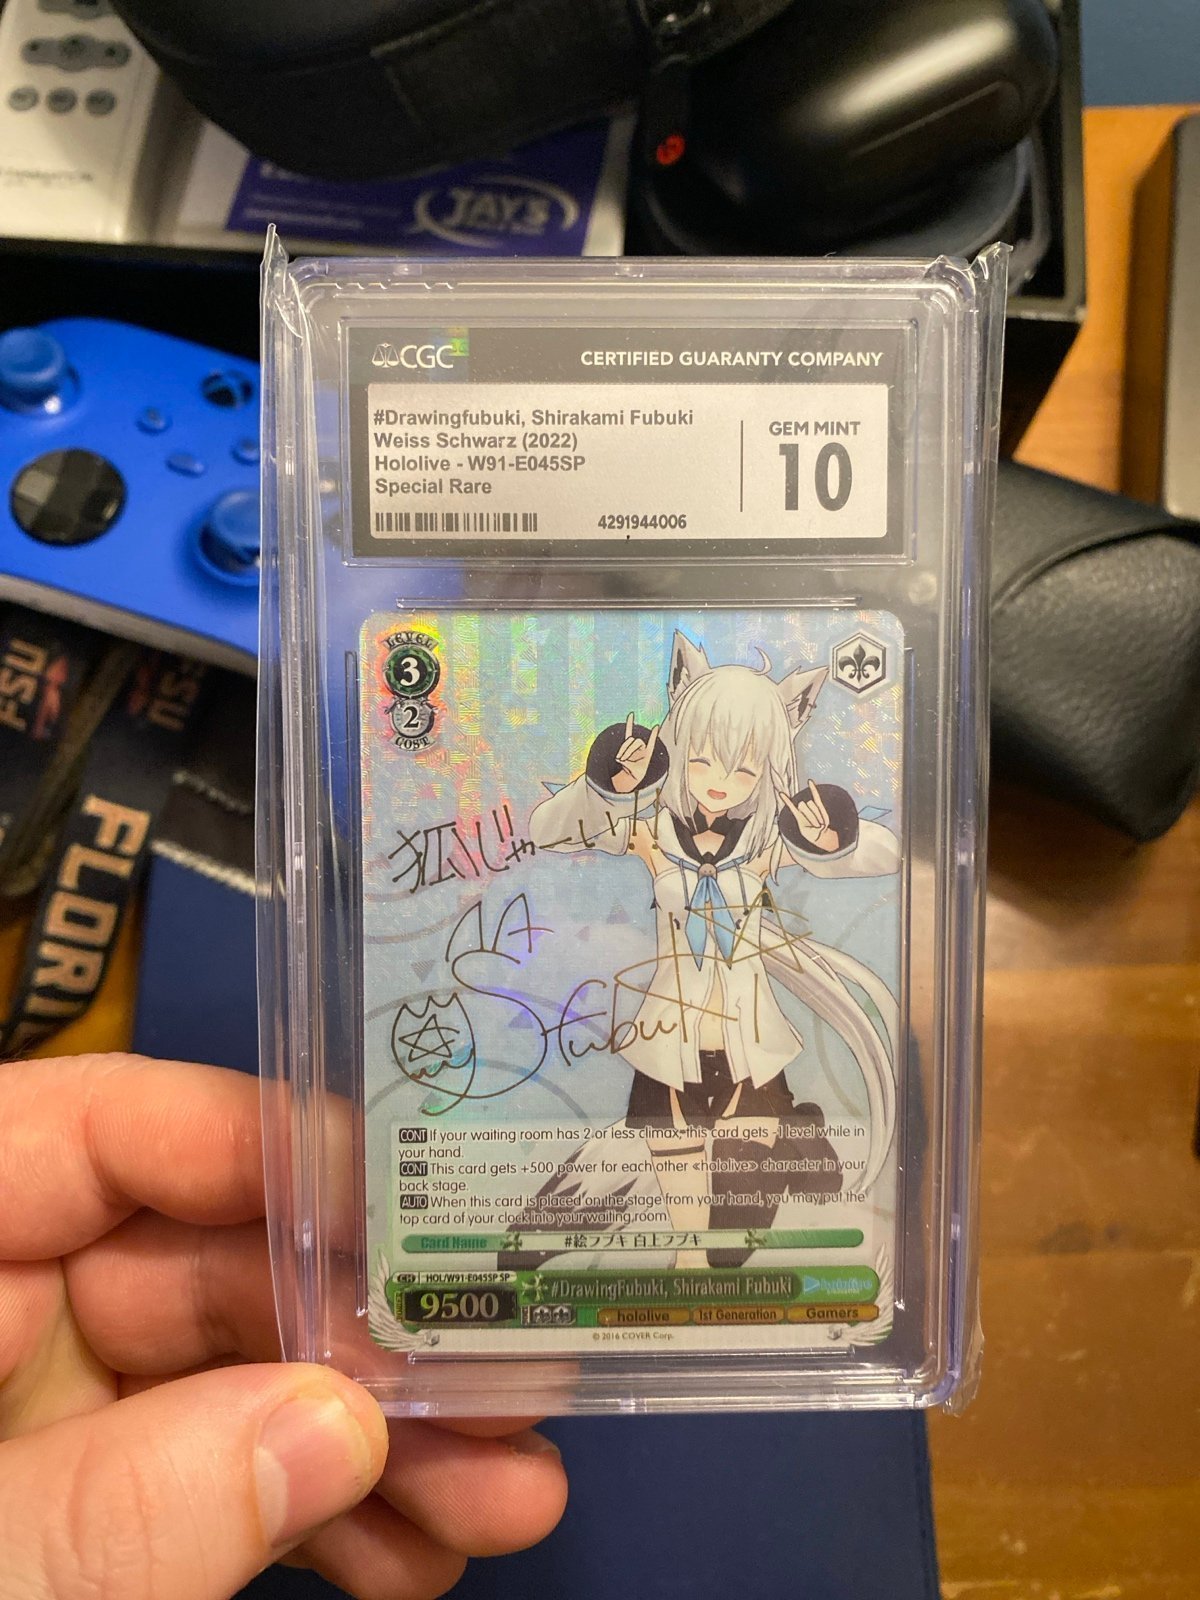 JAY'S
FSU
FSU
FLORI
CGC
CERTIFIED GUARANTY COMPANY
#Drawingfubuki, Shirakami Fubuki
Weiss Schwarz (2022)
Hololive - W91-E045SP
Special Rare
GEM MINT
10
4291944006
LEVEL
3
2
COST
狐じゃーい!!
Sfubuki
CONT If your waiting room has 2 or less climax, this card gets -1 level while in
your hand.
CONT This card gets +500 power for each other «hololive» character in your
back stage.
AUTO When this card is placed on the stage from your hand, you may put the
top card of your clock into your waiting room.
Card Name
#絵フブキ 白上フブキ
CH HOL/W91-E045SP SP
#DrawingFubuki, Shirakami Fubuki
hololive
9500
hololive
1st Generation
Gamers
© 2016 COVER Corp.